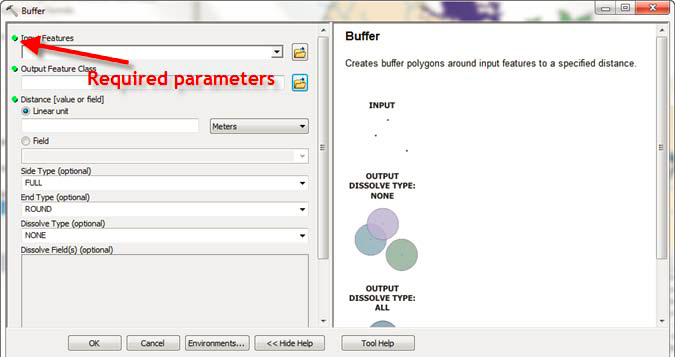 Buffer
Input Features
Required parameters
Output Feature Class
Distance [value or field]
Linear unit
Meters
Field
Side Type (optional)
FULL
End Type (optional)
ROUND
Dissolve Type (optional)
NONE
Dissolve Field(s) (optional)
Buffer
Creates buffer polygons around input features to a specified distance.
INPUT
OUTPUT
DISSOLVE TYPE:
NONE
OUTPUT
DISSOLVE TYPE:
ALL
OK
Cancel
Environments...
<< Hide Help
Tool Help